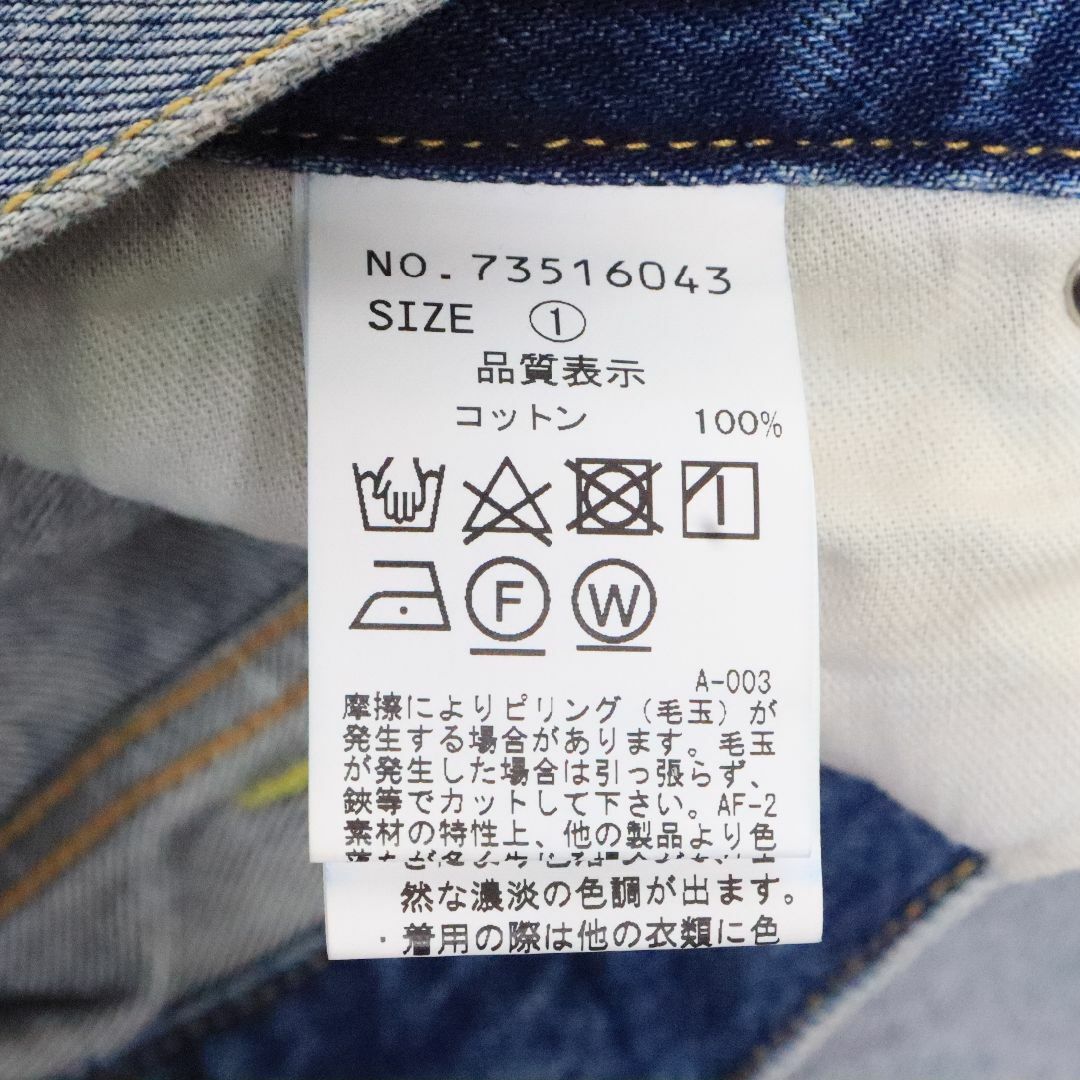 NO.73516043
SIZE ①
品質表示
コットン 100%
F W
A-003
摩擦によりピリング（毛玉）が
発生する場合があります。毛玉
が発生した場合は引っ張らず、
鋏等でカットして下さい。AF-2
素材の特性上、他の製品より色
然な濃淡の色調が出ます。
・着用の際は他の衣類に色